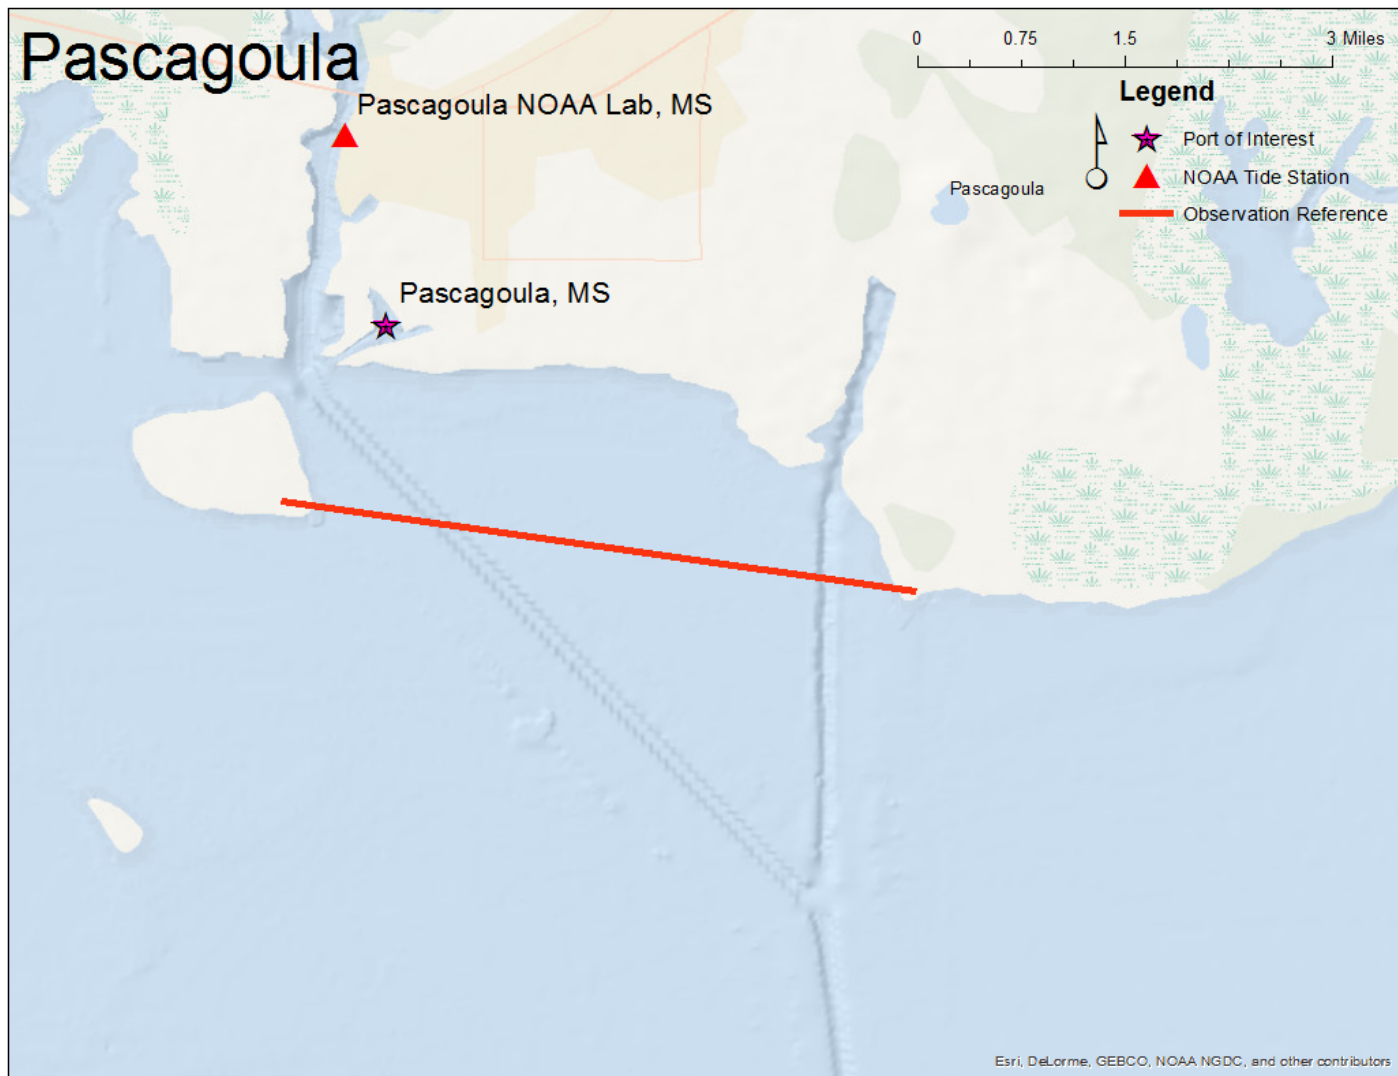 Pascagoula
0 0.75 1.5 3 Miles
Legend
Pascagoula NOAA Lab, MS
Port of Interest
NOAA Tide Station
Pascagoula
Observation Reference
Pascagoula, MS
Esri, DeLorme, GEBCO, NOAA NGDC, and other contributors